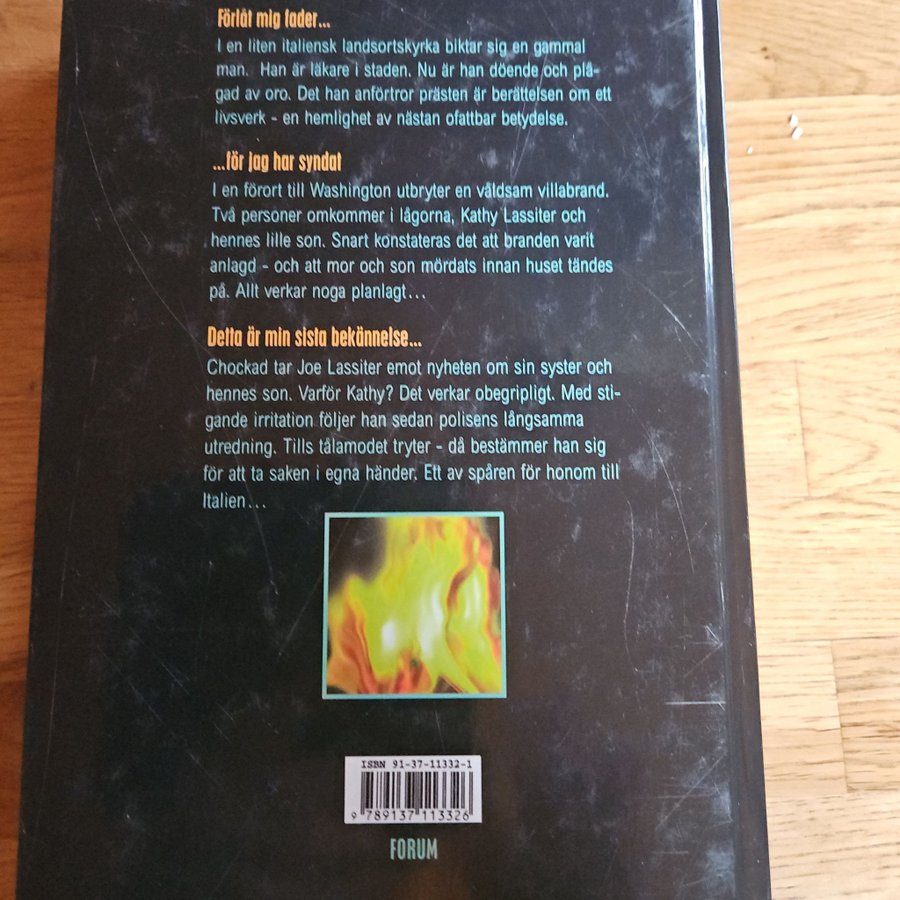 Förlåt mig fader...
I en liten italiensk landsortskyrka biktar sig en gammal
man. Han är läkare i staden. Nu är han döende och plå-
gad av oro. Det han anförtror prästen är berättelsen om ett
livsverk - en hemlighet av nästan ofattbar betydelse.
...för jag har syndat
I en förort till Washington utbryter en våldsam villabrand.
Två personer omkommer i lågorna, Kathy Lassiter och
hennes lille son. Snart konstateras det att branden varit
anlagd - och att mor och son mördats innan huset tändes
på. Allt verkar noga planlagt...
Detta är min sista bekännelse...
Chockad tar Joe Lassiter emot nyheten om sin syster och
hennes son. Varför Kathy? Det verkar obegripligt. Med sti-
gande irritation följer han sedan polisens långsamma
utredning. Tills tålamodet tryter - då bestämmer han sig
för att ta saken i egna händer. Ett av spåren för honom till
Italien...
ISBN 91-37-11332-1
9 789137 113326
FORUM